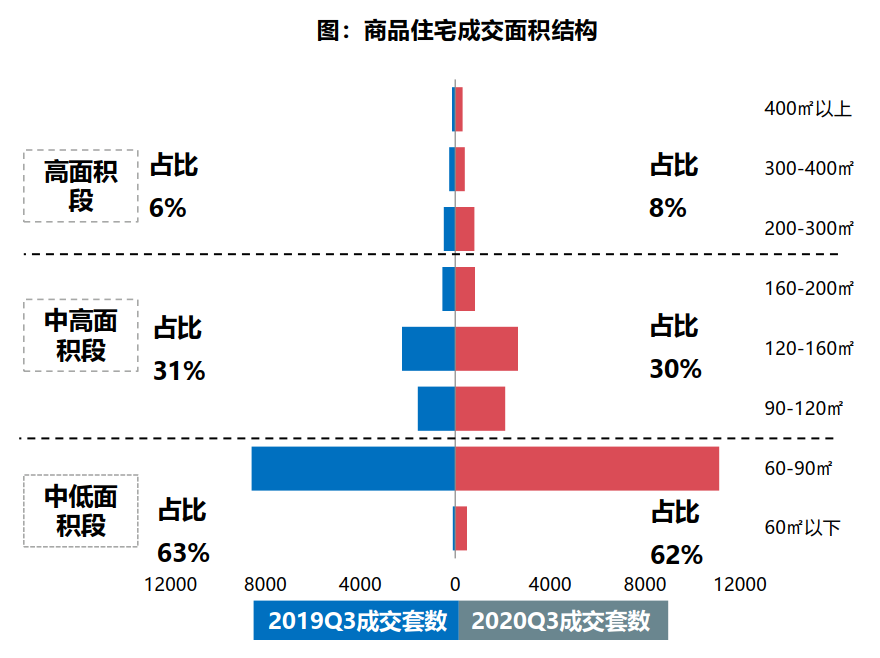 图：商品住宅成交面积结构
400㎡以上
高面积
段
占比
6%
占比
8%
300-400㎡
200-300㎡
中高面
积段
占比
31%
占比
30%
160-200㎡
120-160㎡
90-120㎡
中低面
积段
占比
63%
占比
62%
60-90㎡
60㎡以下
12000 8000 4000 0 4000 8000 12000
2019Q3成交套数 2020Q3成交套数